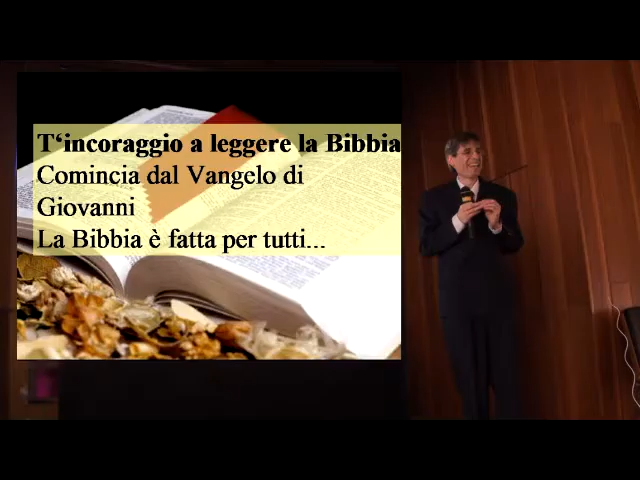 T‘incoraggio a leggere la Bibbia
Comincia dal Vangelo di
Giovanni
La Bibbia è fatta per tutti...